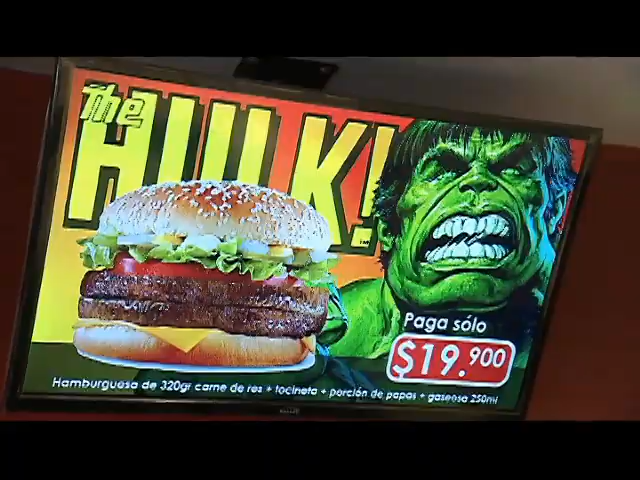 the
HULK!
Paga sólo
$19.900
Hamburguesa de 320gr carne de res + tocineta + porción de papas + gaseosa 250ml